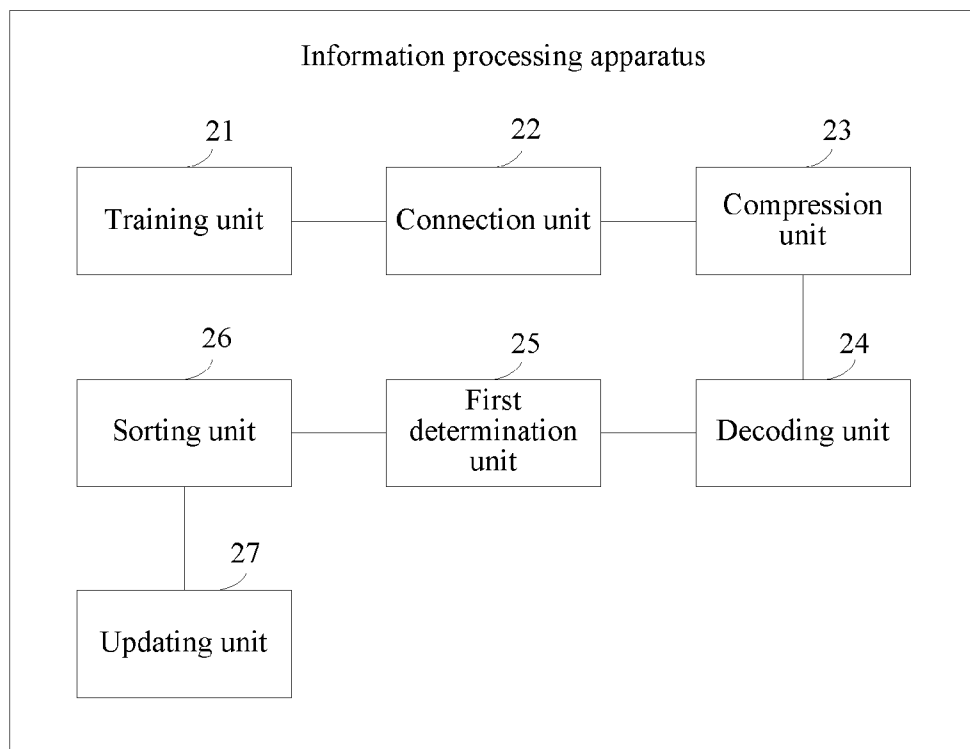 Information processing apparatus
21
22
23
Training unit
Connection unit
Compression
unit
26
25
24
Sorting unit
First
determination
unit
Decoding unit
27
Updating unit